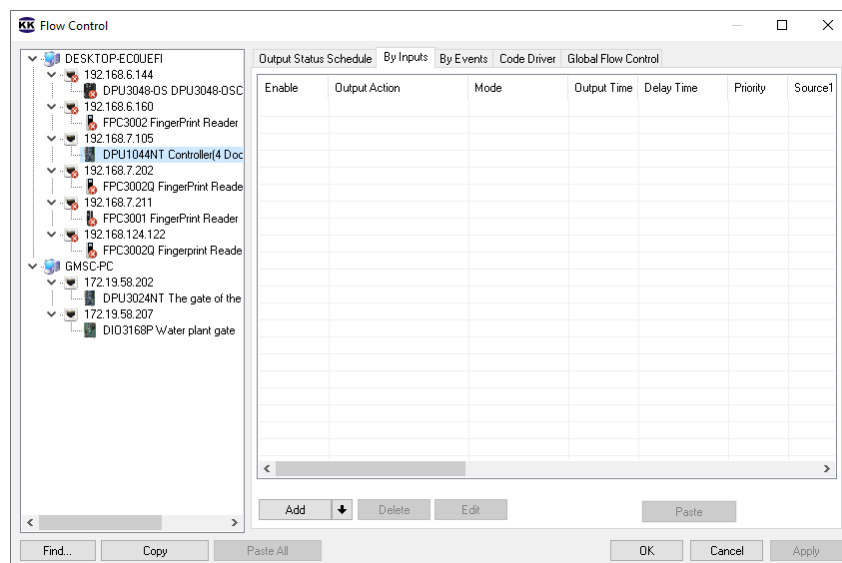 KK Flow Control
DESKTOP-EC0UEFI
192.168.6.144
DPU3048-OS DPU3048-OSC
192.168.6.160
FPC3002 FingerPrint Reader
192.168.7.105
DPU1044NT Controller(4 Doc
192.168.7.202
FPC3002Q FingerPrint Reade
192.168.7.211
FPC3001 FingerPrint Reader
192.168.124.122
FPC3002Q Fingerprint Reade
GMSC-PC
172.19.58.202
DPU3024NT The gate of the
172.19.58.207
DIO3168P Water plant gate
Output Status Schedule By Inputs By Events Code Driver Global Flow Control
Enable Output Action Mode Output Time Delay Time Priority Source1
Add Delete Edit Paste
Find... Copy Paste All OK Cancel Apply